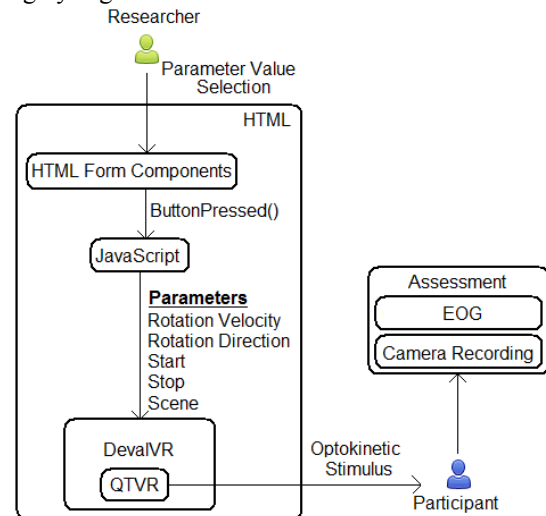 Researcher
Parameter Value
Selection
HTML
HTML Form Components
ButtonPressed()
JavaScript
Parameters
Rotation Velocity
Rotation Direction
Start
Stop
Scene
DevalVR
QTVR
Optokinetic
Stimulus
Assessment
EOG
Camera Recording
Participant